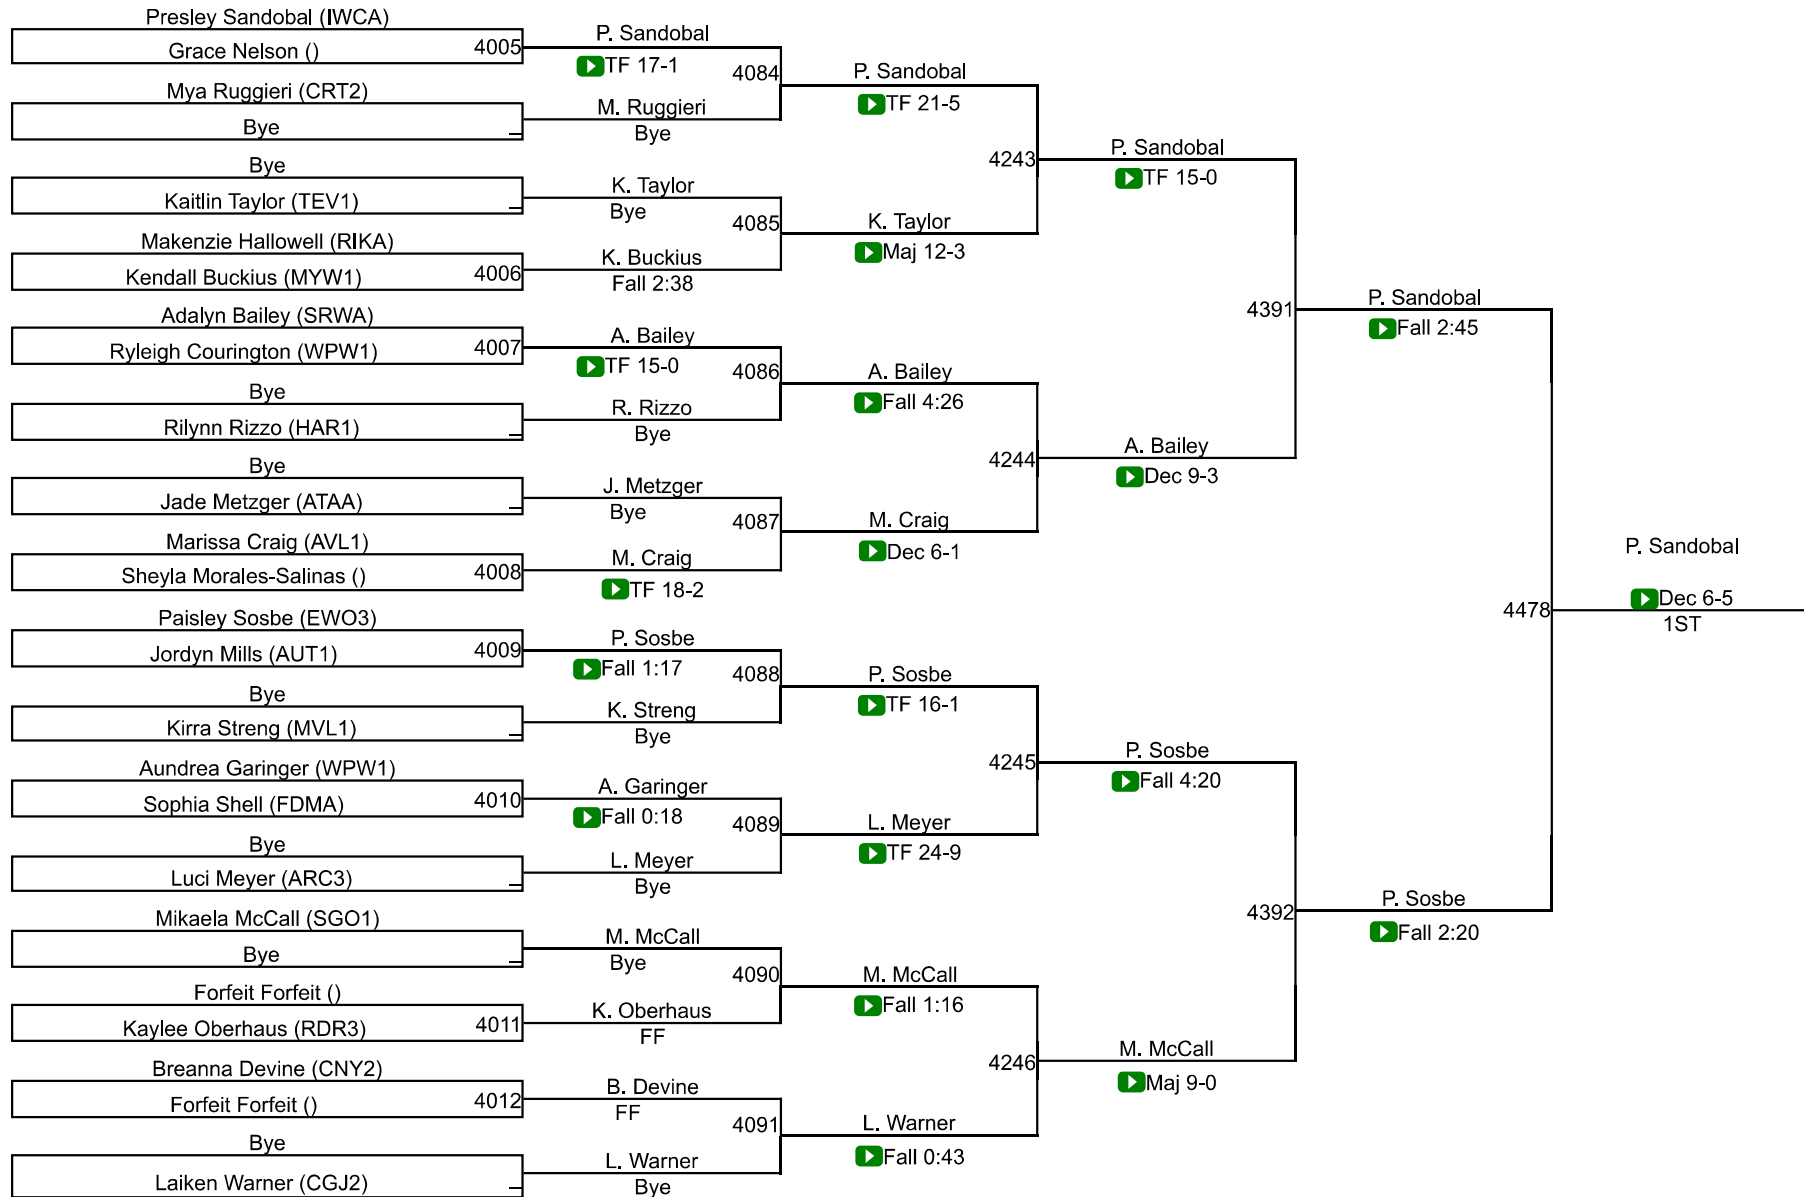 Presley Sandobal (IWCA)
Grace Nelson ()
4005
Mya Ruggieri (CRT2)
Bye
Bye
Kaitlin Taylor (TEV1)
Makenzie Hallowell (RIKA)
Kendall Buckius (MYW1)
4006
Adalyn Bailey (SRWA)
Ryleigh Courington (WPW1)
4007
Bye
Rilynn Rizzo (HAR1)
Bye
Jade Metzger (ATAA)
Marissa Craig (AVL1)
Sheyla Morales-Salinas ()
4008
Paisley Sosbe (EWO3)
Jordyn Mills (AUT1)
4009
Bye
Kirra Streng (MVL1)
Aundrea Garinger (WPW1)
Sophia Shell (FDMA)
4010
Bye
Luci Meyer (ARC3)
Mikaela McCall (SGO1)
Bye
Forfeit Forfeit ()
Kaylee Oberhaus (RDR3)
4011
Breanna Devine (CNY2)
Forfeit Forfeit ()
4012
Bye
Laiken Warner (CGJ2)
P. Sandobal
TF 17-1
4084
M. Ruggieri
Bye
K. Taylor
Bye
4085
K. Buckius
Fall 2:38
A. Bailey
TF 15-0
4086
R. Rizzo
Bye
J. Metzger
Bye
4087
M. Craig
TF 18-2
P. Sosbe
Fall 1:17
4088
K. Streng
Bye
A. Garinger
Fall 0:18
4089
L. Meyer
Bye
M. McCall
Bye
4090
K. Oberhaus
FF
B. Devine
FF
4091
L. Warner
Bye
P. Sandobal
TF 21-5
4243
K. Taylor
Maj 12-3
A. Bailey
Fall 4:26
4244
M. Craig
Dec 6-1
P. Sosbe
TF 16-1
4245
L. Meyer
TF 24-9
M. McCall
Fall 1:16
4246
L. Warner
Fall 0:43
P. Sandobal
TF 15-0
4391
A. Bailey
Dec 9-3
P. Sosbe
Fall 4:20
4392
M. McCall
Maj 9-0
P. Sandobal
Fall 2:45
4478
P. Sosbe
Fall 2:20
P. Sandobal
Dec 6-5
1ST